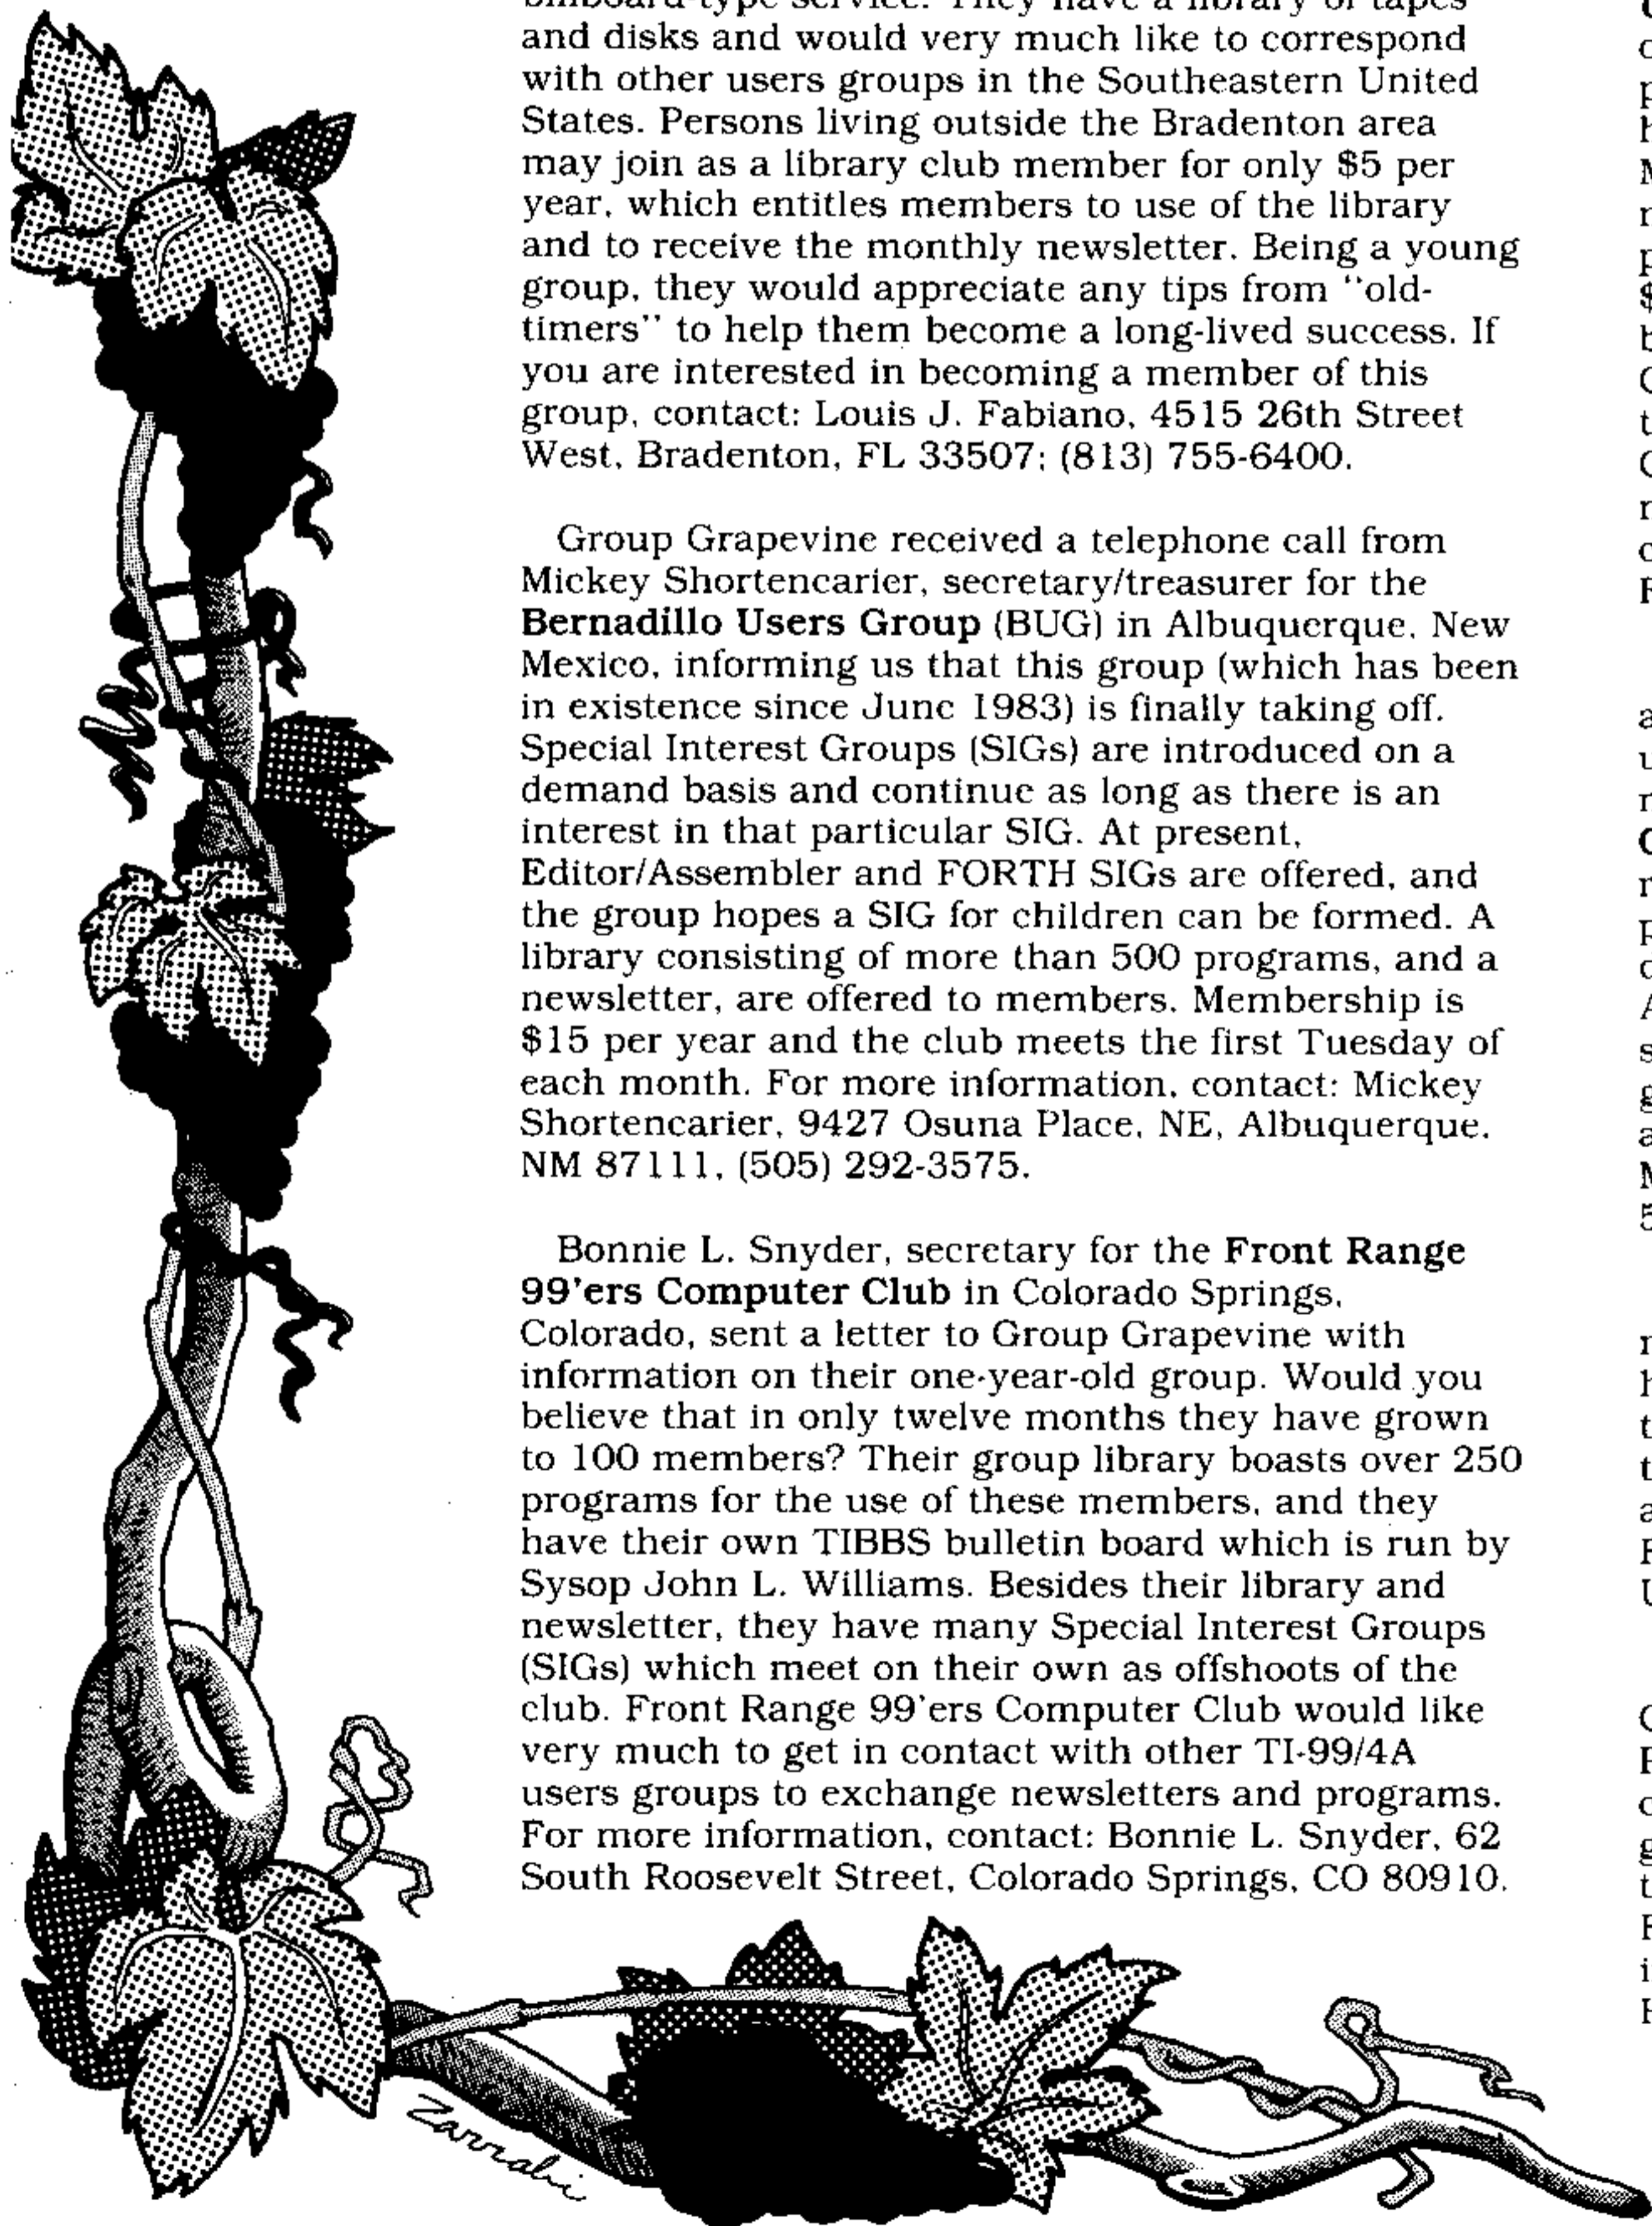 billboard-type service. They have a library of tapes
and disks and would very much like to correspond
with other users groups in the Southeastern United
States. Persons living outside the Bradenton area
may join as a library club member for only $5 per
year, which entitles members to use of the library
and to receive the monthly newsletter. Being a young
group, they would appreciate any tips from "old-
timers" to help them become a long-lived success. If
you are interested in becoming a member of this
group, contact: Louis J. Fabiano, 4515 26th Street
West, Bradenton, FL 33507; (813) 755-6400.
Group Grapevine received a telephone call from
Mickey Shortencarier, secretary/treasurer for the
Bernadillo Users Group (BUG) in Albuquerque, New
Mexico, informing us that this group (which has been
in existence since June 1983) is finally taking off.
Special Interest Groups (SIGs) are introduced on a
demand basis and continue as long as there is an
interest in that particular SIG. At present,
Editor/Assembler and FORTH SIGs are offered, and
the group hopes a SIG for children can be formed. A
library consisting of more than 500 programs, and a
newsletter, are offered to members. Membership is
$15 per year and the club meets the first Tuesday of
each month. For more information, contact: Mickey
Shortencarier, 9427 Osuna Place, NE, Albuquerque,
NM 87111, (505) 292-3575.
Bonnie L. Snyder, secretary for the Front Range
99'ers Computer Club in Colorado Springs,
Colorado, sent a letter to Group Grapevine with
information on their one-year-old group. Would you
believe that in only twelve months they have grown
to 100 members? Their group library boasts over 250
programs for the use of these members, and they
have their own TIBBS bulletin board which is run by
Sysop John L. Williams. Besides their library and
newsletter, they have many Special Interest Groups
(SIGs) which meet on their own as offshoots of the
club. Front Range 99'ers Computer Club would like
very much to get in contact with other TI-99/4A
users groups to exchange newsletters and programs.
For more information, contact: Bonnie L. Snyder, 62
South Roosevelt Street, Colorado Springs, CO 80910.
Zarrabi